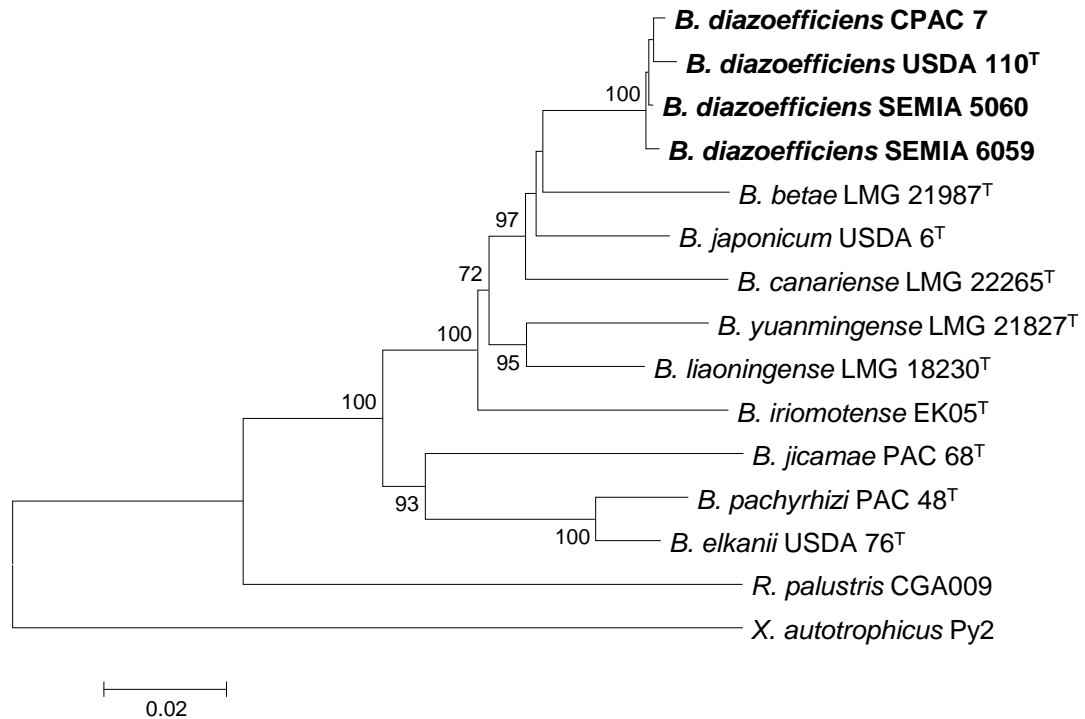 B. diazoefficiens CPAC 7
B. diazoefficiens USDA 110ᵀ
100
B. diazoefficiens SEMIA 5060
B. diazoefficiens SEMIA 6059
B. betae LMG 21987ᵀ
97
B. japonicum USDA 6ᵀ
72
B. canariense LMG 22265ᵀ
100
B. yuanmingense LMG 21827ᵀ
95
B. liaoningense LMG 18230ᵀ
100
B. iriomotense EK05ᵀ
B. jicamae PAC 68ᵀ
93
B. pachyrhizi PAC 48ᵀ
100
B. elkanii USDA 76ᵀ
R. palustris CGA009
X. autotrophicus Py2
0.02